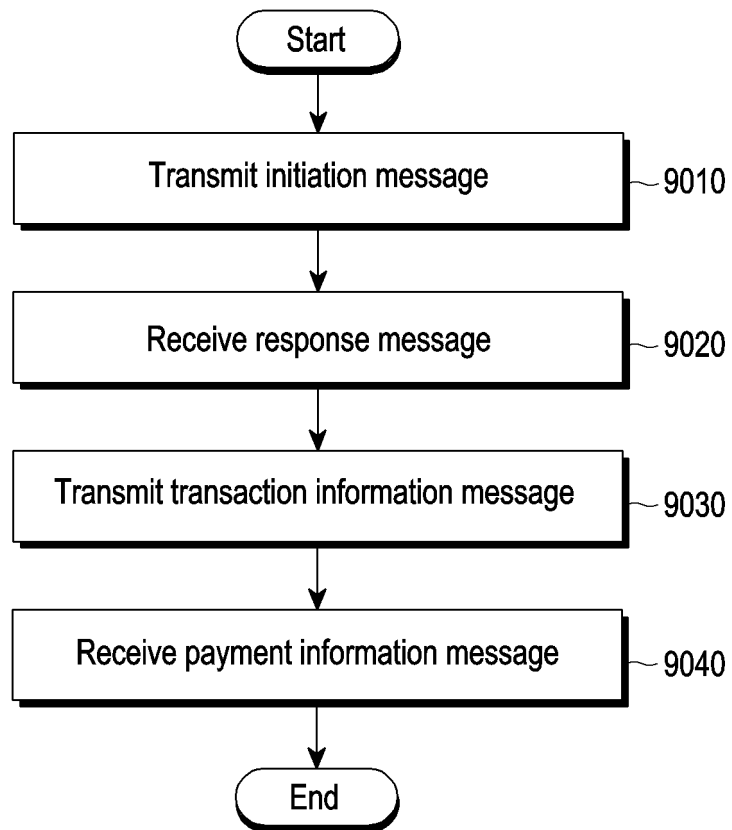 Start
Transmit initiation message
9010
Receive response message
9020
Transmit transaction information message
9030
Receive payment information message
9040
End